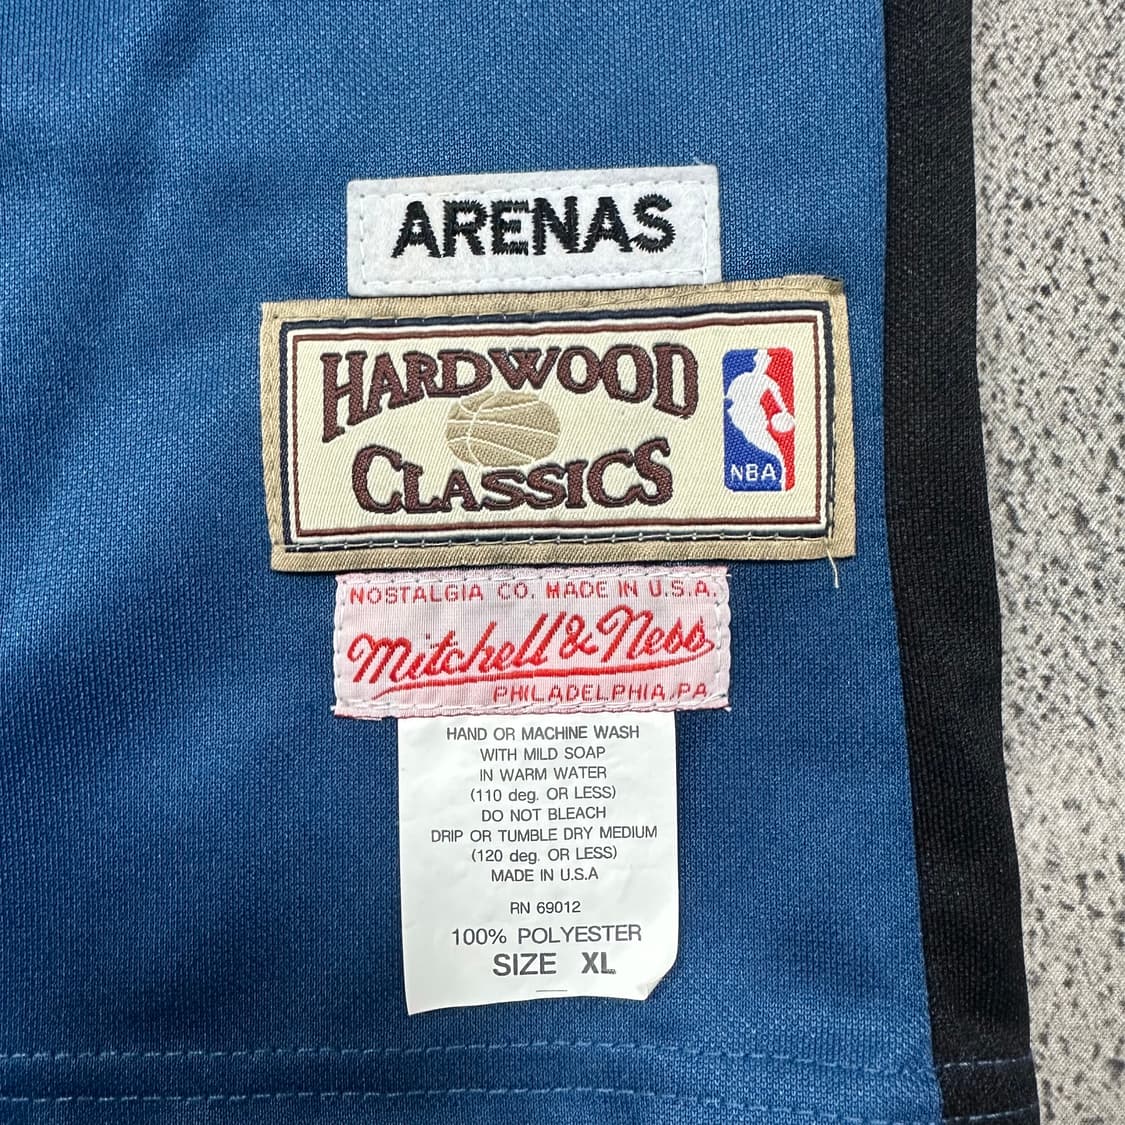 ARENAS
HARDWOOD
CLASSICS
NBA
NOSTALGIA CO. MADE IN U.S.A.
Mitchell & Ness
PHILADELPHIA, PA
HAND OR MACHINE WASH
WITH MILD SOAP
IN WARM WATER
(110 deg. OR LESS)
DO NOT BLEACH
DRIP OR TUMBLE DRY MEDIUM
(120 deg. OR LESS)
MADE IN U.S.A
RN 69012
100% POLYESTER
SIZE XL